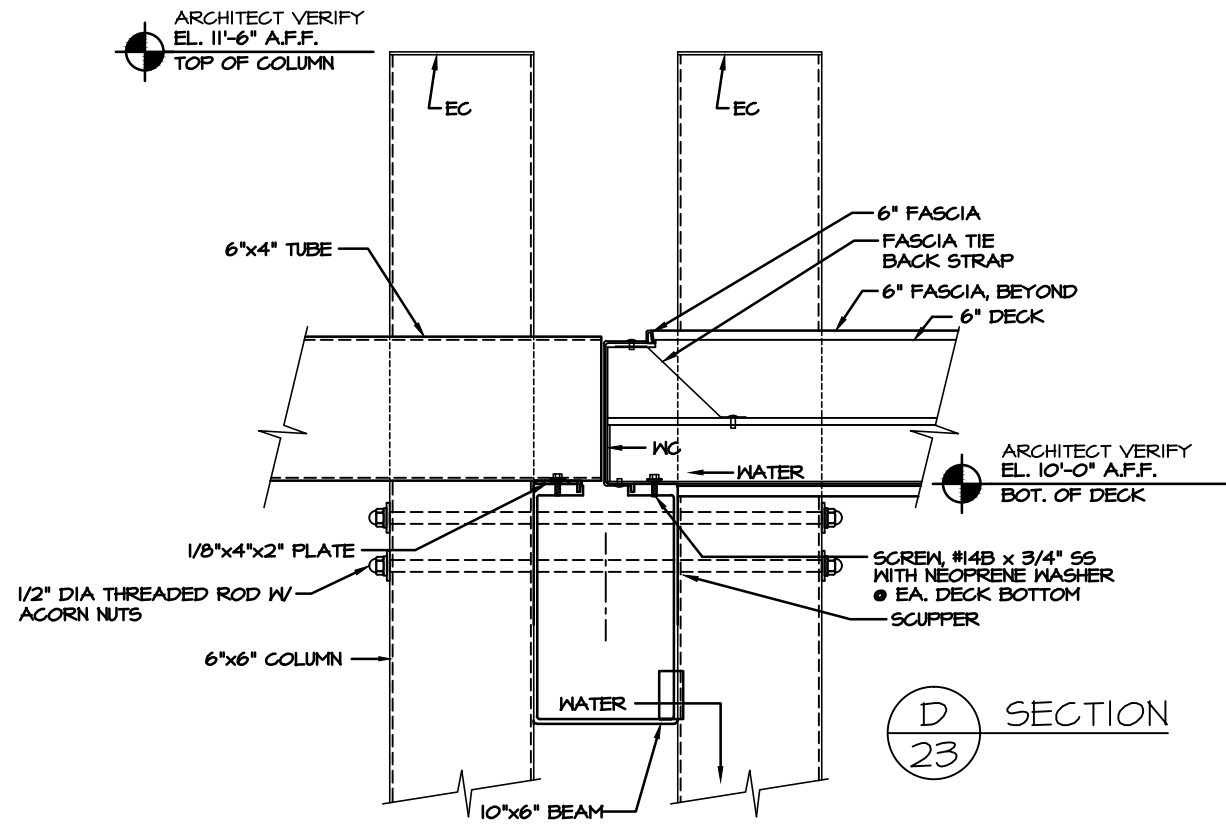 ARCHITECT VERIFY
EL. 11'-6" A.F.F.
TOP OF COLUMN
EC
EC
6" FASCIA
6"x4" TUBE
FASCIA TIE
BACK STRAP
6" FASCIA, BEYOND
6" DECK
WC
WATER
ARCHITECT VERIFY
EL. 10'-0" A.F.F.
BOT. OF DECK
1/8"x4"x2" PLATE
1/2" DIA THREADED ROD W/
ACORN NUTS
SCREW, #14B x 3/4" SS
WITH NEOPRENE WASHER
@ EA. DECK BOTTOM
SCUPPER
6"x6" COLUMN
WATER
D
23
SECTION
10"x6" BEAM